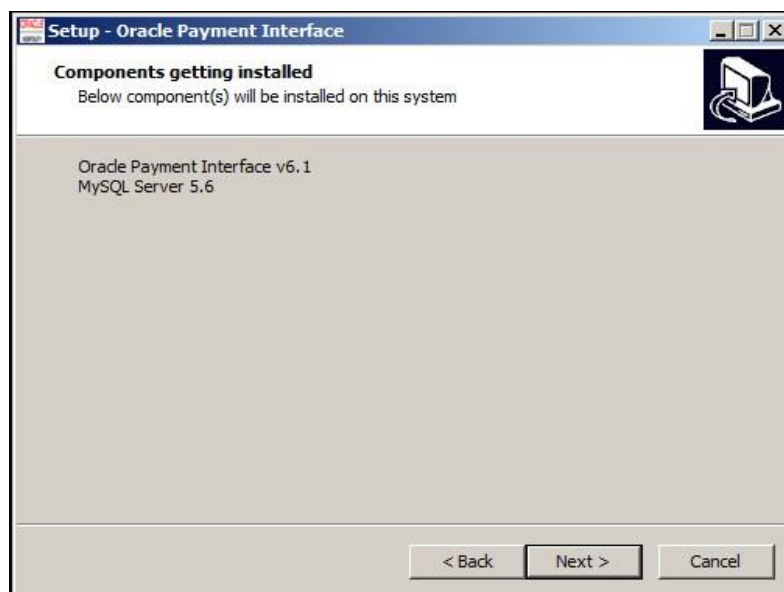 Setup - Oracle Payment Interface
Components getting installed
Below component(s) will be installed on this system
Oracle Payment Interface v6.1
MySQL Server 5.6
< Back
Next >
Cancel